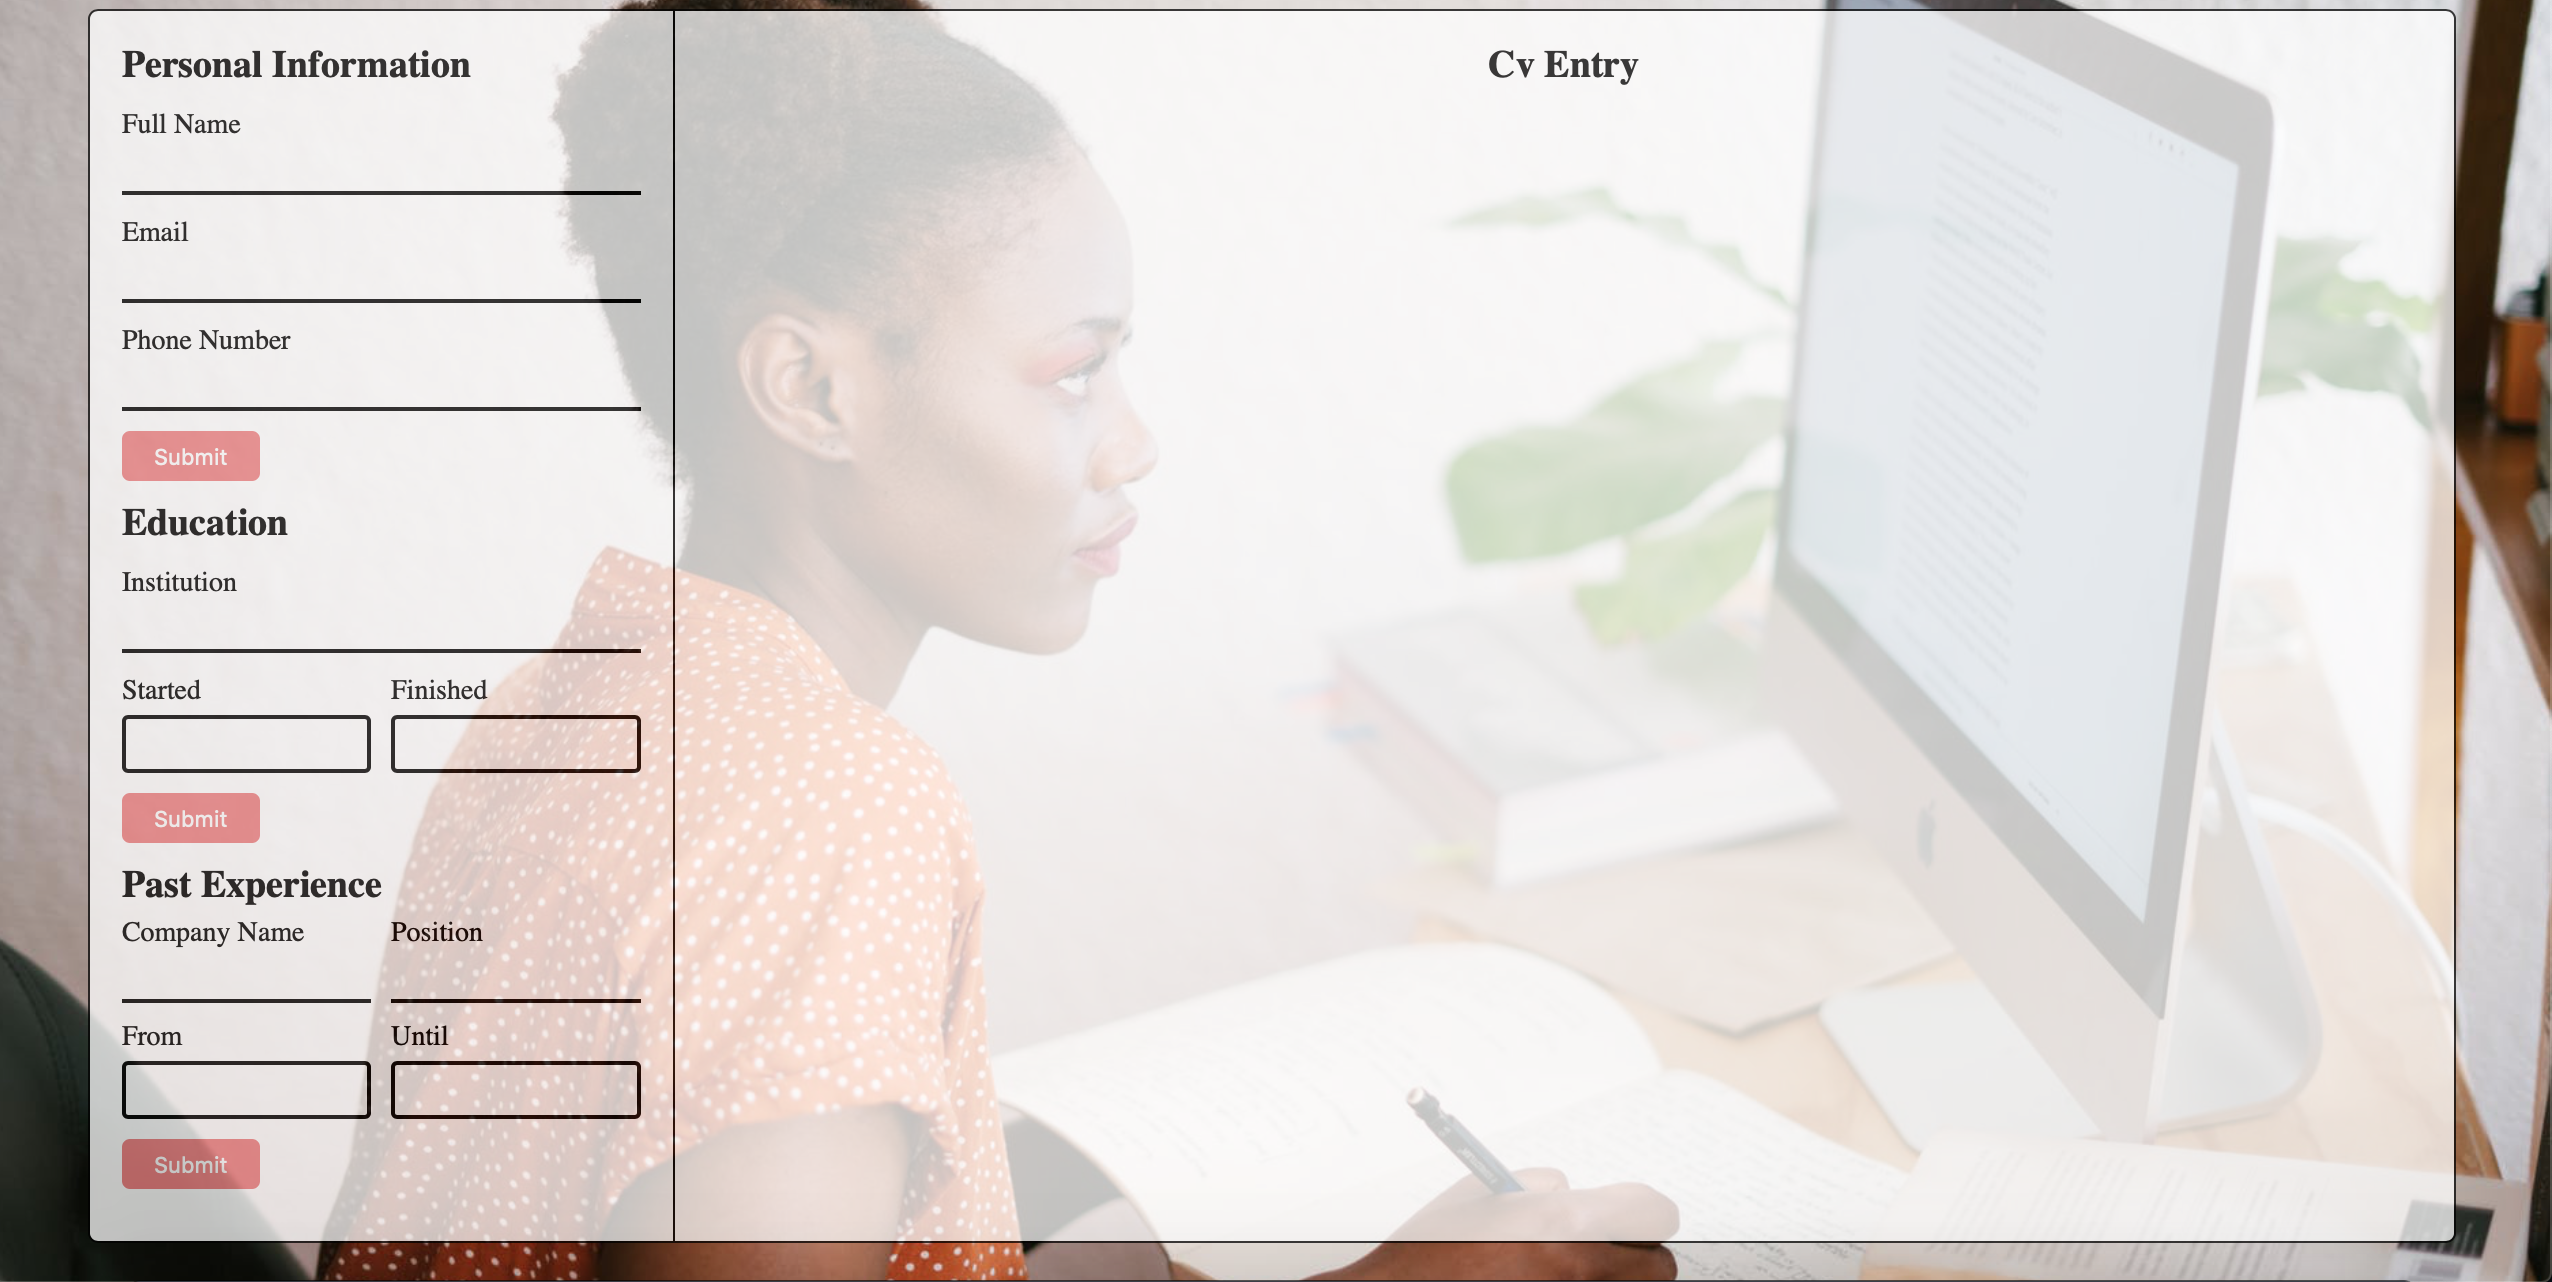 Personal Information
Cv Entry
Full Name
Email
Phone Number
Submit
Education
Institution
Started Finished
Submit
Past Experience
Company Name Position
From Until
Submit